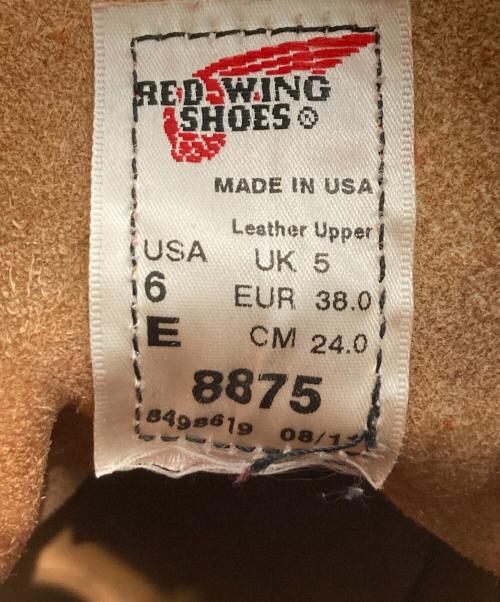 RED WING
SHOES ®
MADE IN USA
Leather Upper
USA UK 5
6 EUR 38.0
E CM 24.0
8875
8498619